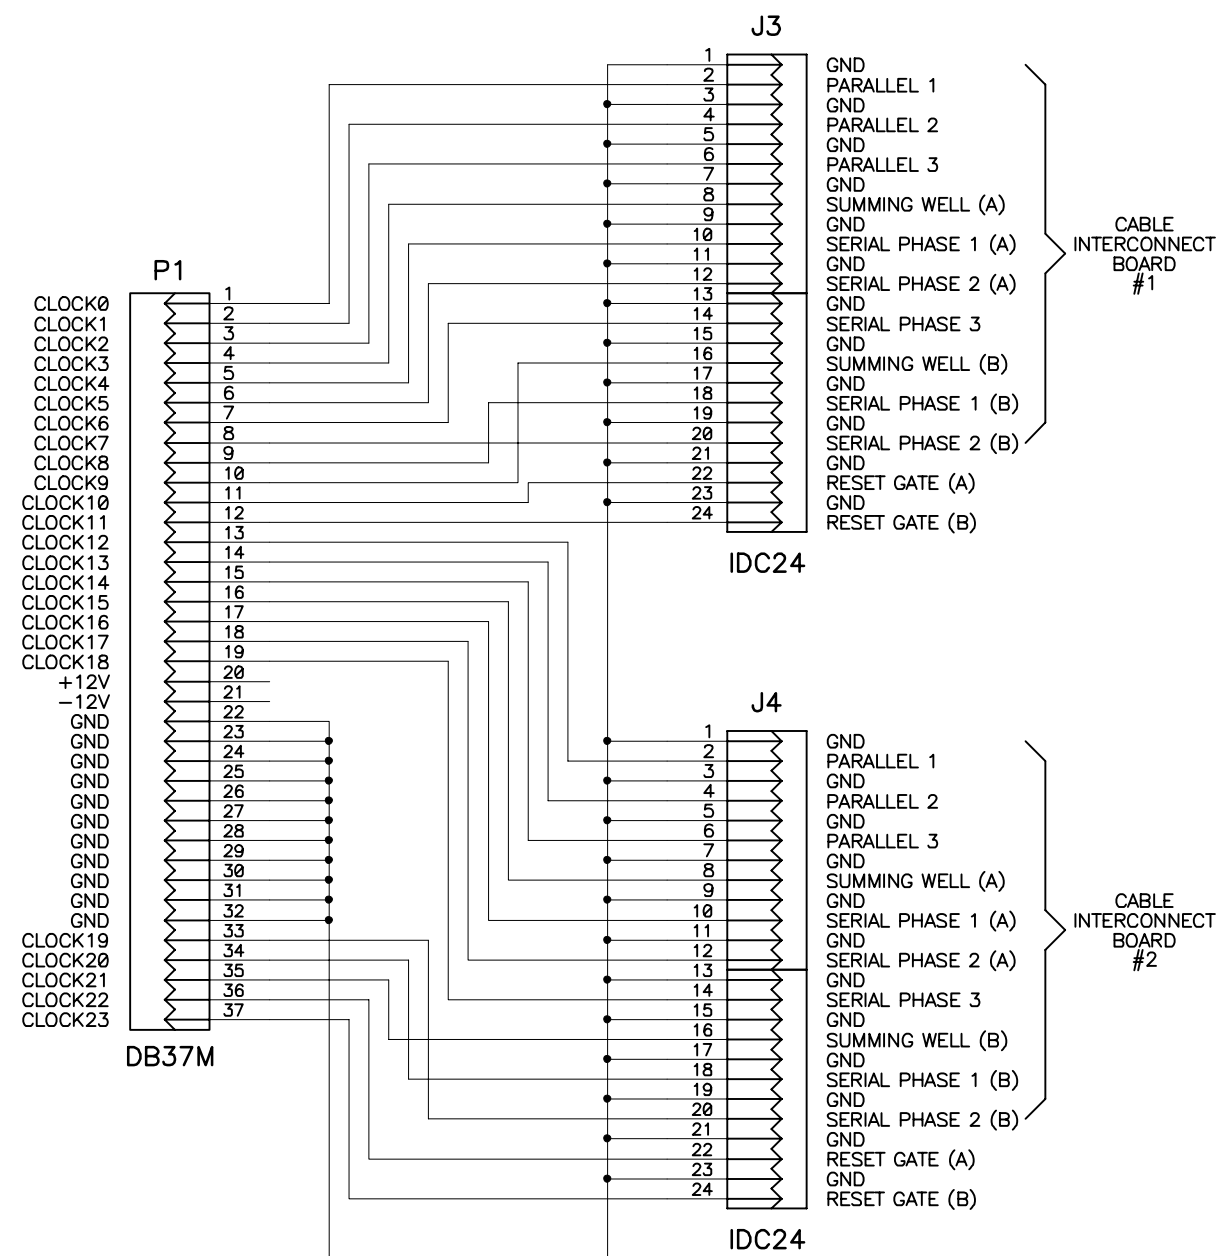 J3
1 GND
2 PARALLEL 1
3 GND
4 PARALLEL 2
5 GND
6 PARALLEL 3
7 GND
8 SUMMING WELL (A)
9 GND
10 SERIAL PHASE 1 (A)
11 GND
12 SERIAL PHASE 2 (A)
13 GND
14 SERIAL PHASE 3
15 GND
16 SUMMING WELL (B)
17 GND
18 SERIAL PHASE 1 (B)
19 GND
20 SERIAL PHASE 2 (B)
21 GND
22 RESET GATE (A)
23 GND
24 RESET GATE (B)
IDC24
CABLE
INTERCONNECT
BOARD
#1
P1
CLOCK0 1
CLOCK1 2
CLOCK2 3
CLOCK3 4
CLOCK4 5
CLOCK5 6
CLOCK6 7
CLOCK7 8
CLOCK8 9
CLOCK9 10
CLOCK10 11
CLOCK11 12
CLOCK12 13
CLOCK13 14
CLOCK14 15
CLOCK15 16
CLOCK16 17
CLOCK17 18
CLOCK18 19
+12V 20
−12V 21
GND 22
GND 23
GND 24
GND 25
GND 26
GND 27
GND 28
GND 29
GND 30
GND 31
GND 32
CLOCK19 33
CLOCK20 34
CLOCK21 35
CLOCK22 36
CLOCK23 37
DB37M
J4
1 GND
2 PARALLEL 1
3 GND
4 PARALLEL 2
5 GND
6 PARALLEL 3
7 GND
8 SUMMING WELL (A)
9 GND
10 SERIAL PHASE 1 (A)
11 GND
12 SERIAL PHASE 2 (A)
13 GND
14 SERIAL PHASE 3
15 GND
16 SUMMING WELL (B)
17 GND
18 SERIAL PHASE 1 (B)
19 GND
20 SERIAL PHASE 2 (B)
21 GND
22 RESET GATE (A)
23 GND
24 RESET GATE (B)
IDC24
CABLE
INTERCONNECT
BOARD
#2